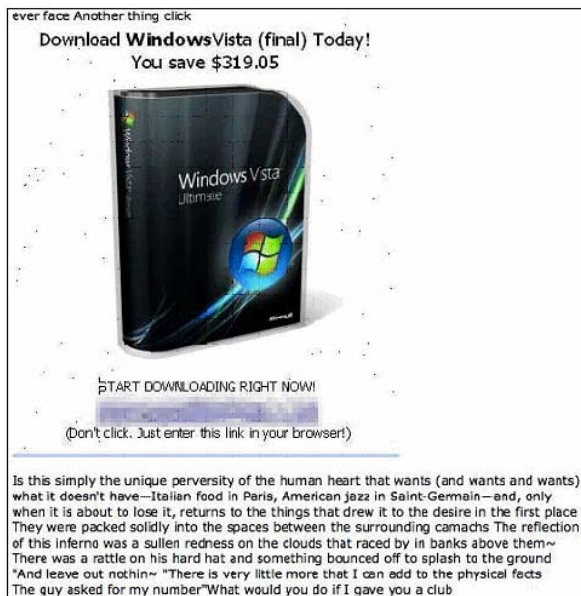 ever face Another thing click
Download WindowsVista (final) Today!
You save $319.05
Windows Vista
Windows Vista
Ultimate
Microsoft
START DOWNLOADING RIGHT NOW!
(Don't click. Just enter this link in your browser!)
Is this simply the unique perversity of the human heart that wants (and wants and wants)
what it doesn't have—Italian food in Paris, American jazz in Saint-Germain—and, only
when it is about to lose it, returns to the things that drew it to the desire in the first place
They were packed solidly into the spaces between the surrounding camachs The reflection
of this inferno was a sullen redness on the clouds that raced by in banks above them~
There was a rattle on his hard hat and something bounced off to splash to the ground
"And leave out nothin~ "There is very little more that I can add to the physical facts
The guy asked for my number"What would you do if I gave you a club